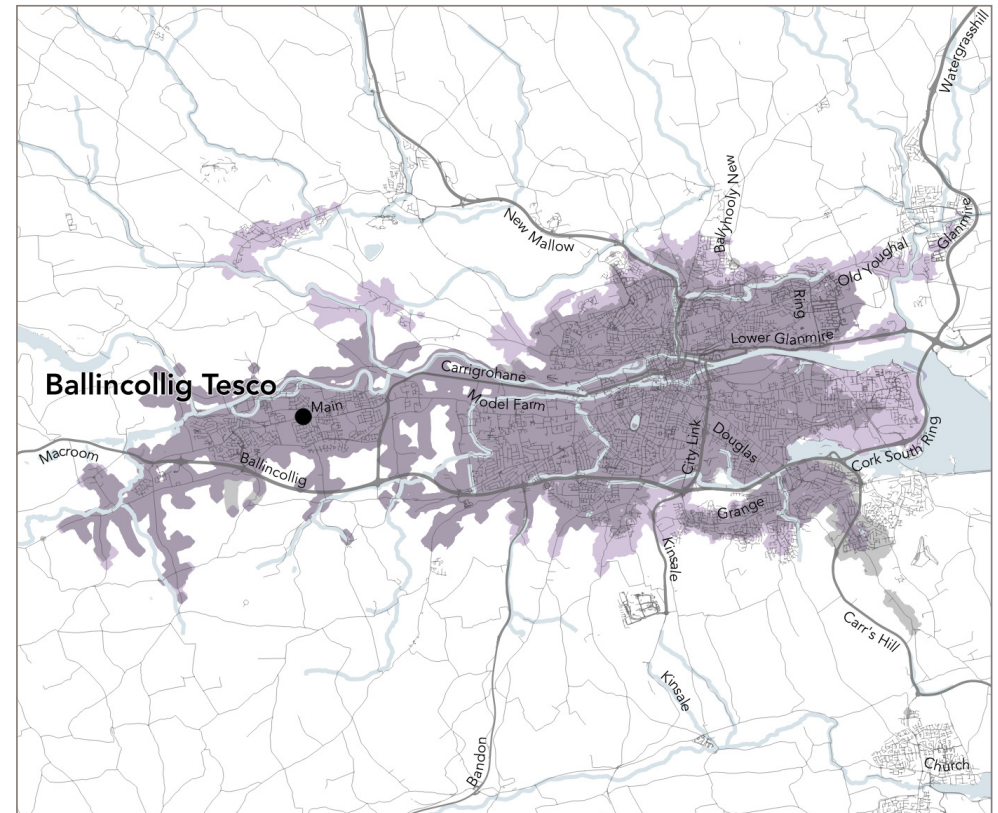 Watergrasshill
Ballyhooly New
New Mallow
Glanmire
Old Youghal
Ring
Lower Glanmire
Carrigrohane
Ballincollig Tesco
Main
Model Farm
City Link
Douglas
Cork South Ring
Macroom
Ballincollig
Grange
Kinsale
Carr's Hill
Kinsale
Bandon
Church